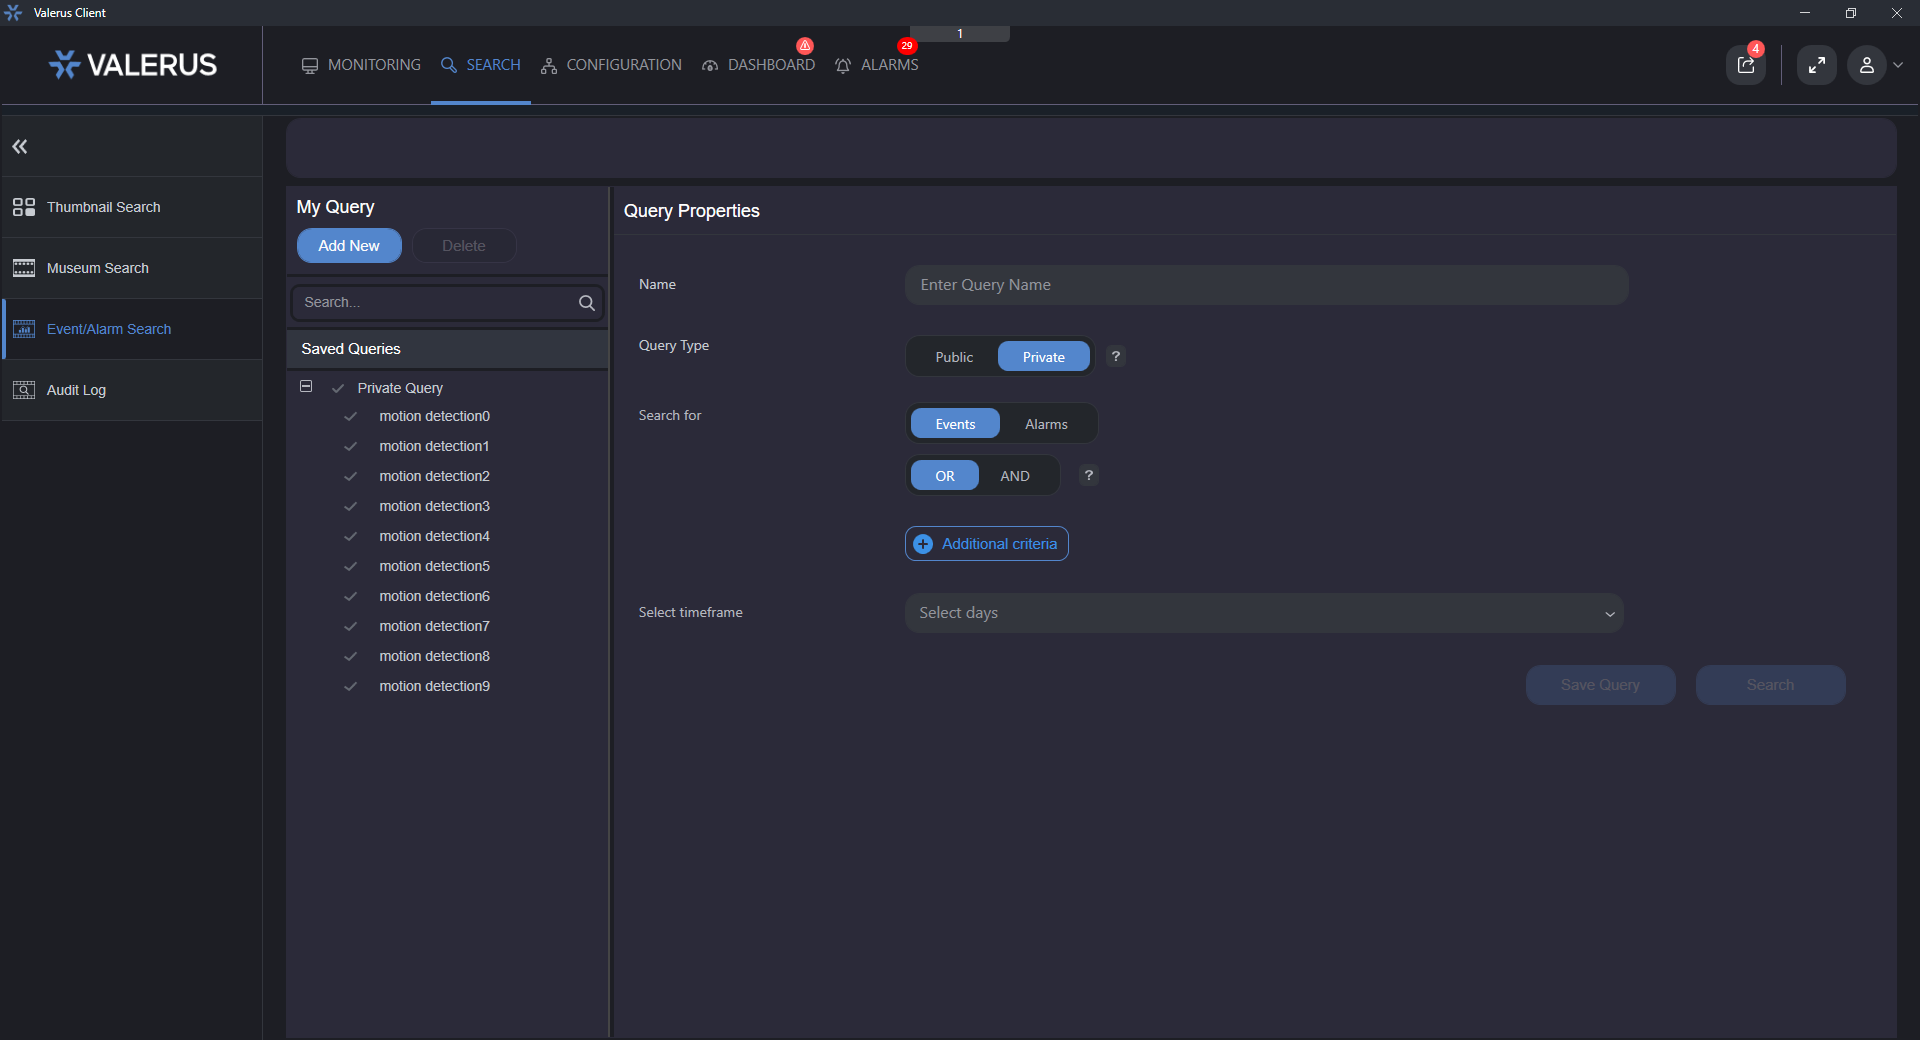 Valerus Client
1
VALERUS
MONITORING
SEARCH
CONFIGURATION
DASHBOARD
29
ALARMS
4
Thumbnail Search
Museum Search
Event/Alarm Search
Audit Log
My Query
Add New
Delete
Search...
Saved Queries
Private Query
motion detection0
motion detection1
motion detection2
motion detection3
motion detection4
motion detection5
motion detection6
motion detection7
motion detection8
motion detection9
Query Properties
Name
Enter Query Name
Query Type
Public
Private
?
Search for
Events
Alarms
OR
AND
?
Additional criteria
Select timeframe
Select days
Save Query
Search